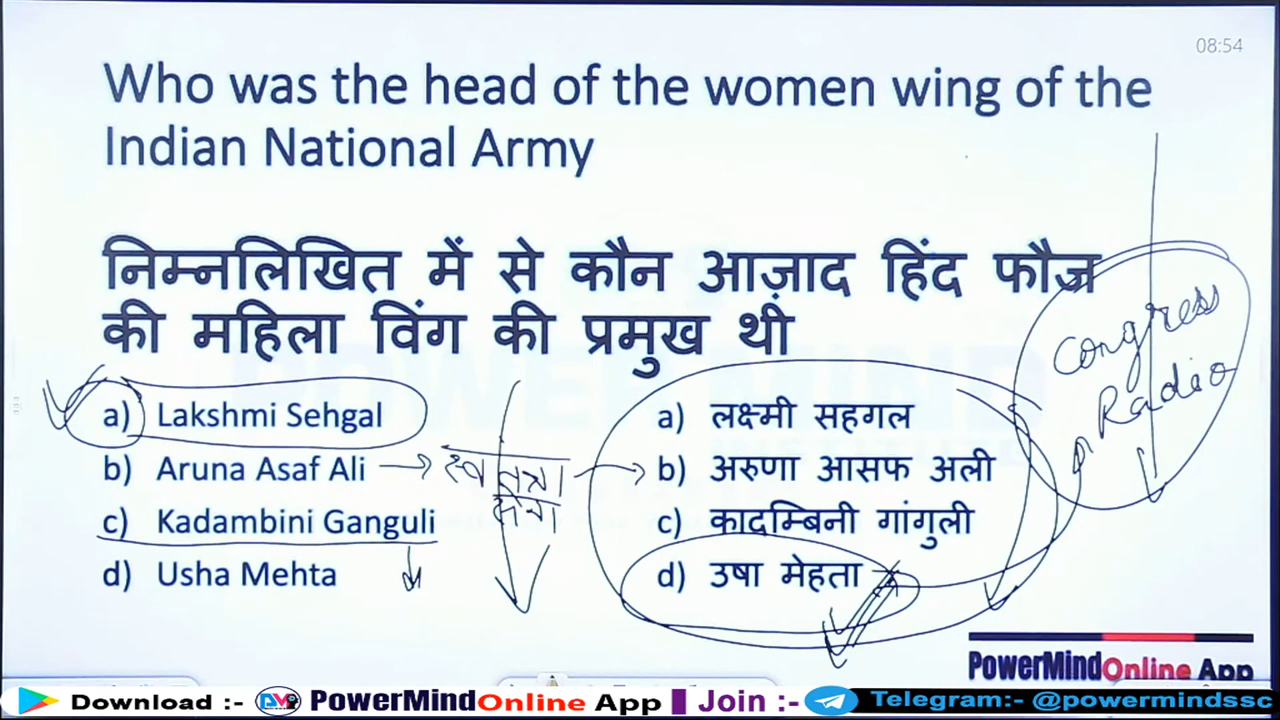 08:54
Who was the head of the women wing of the
Indian National Army
निम्नलिखित में से कौन आज़ाद हिंद फौज
की महिला विंग की प्रमुख थी
Congress
Radio
a) Lakshmi Sehgal
b) Aruna Asaf Ali
c) Kadambini Ganguli
d) Usha Mehta
a) लक्ष्मी सहगल
b) अरुणा आसफ अली
c) कादम्बिनी गांगुली
d) उषा मेहता
PowerMindOnline App
Download :- PowerMindOnline App Join :- Telegram:- @powermindssc